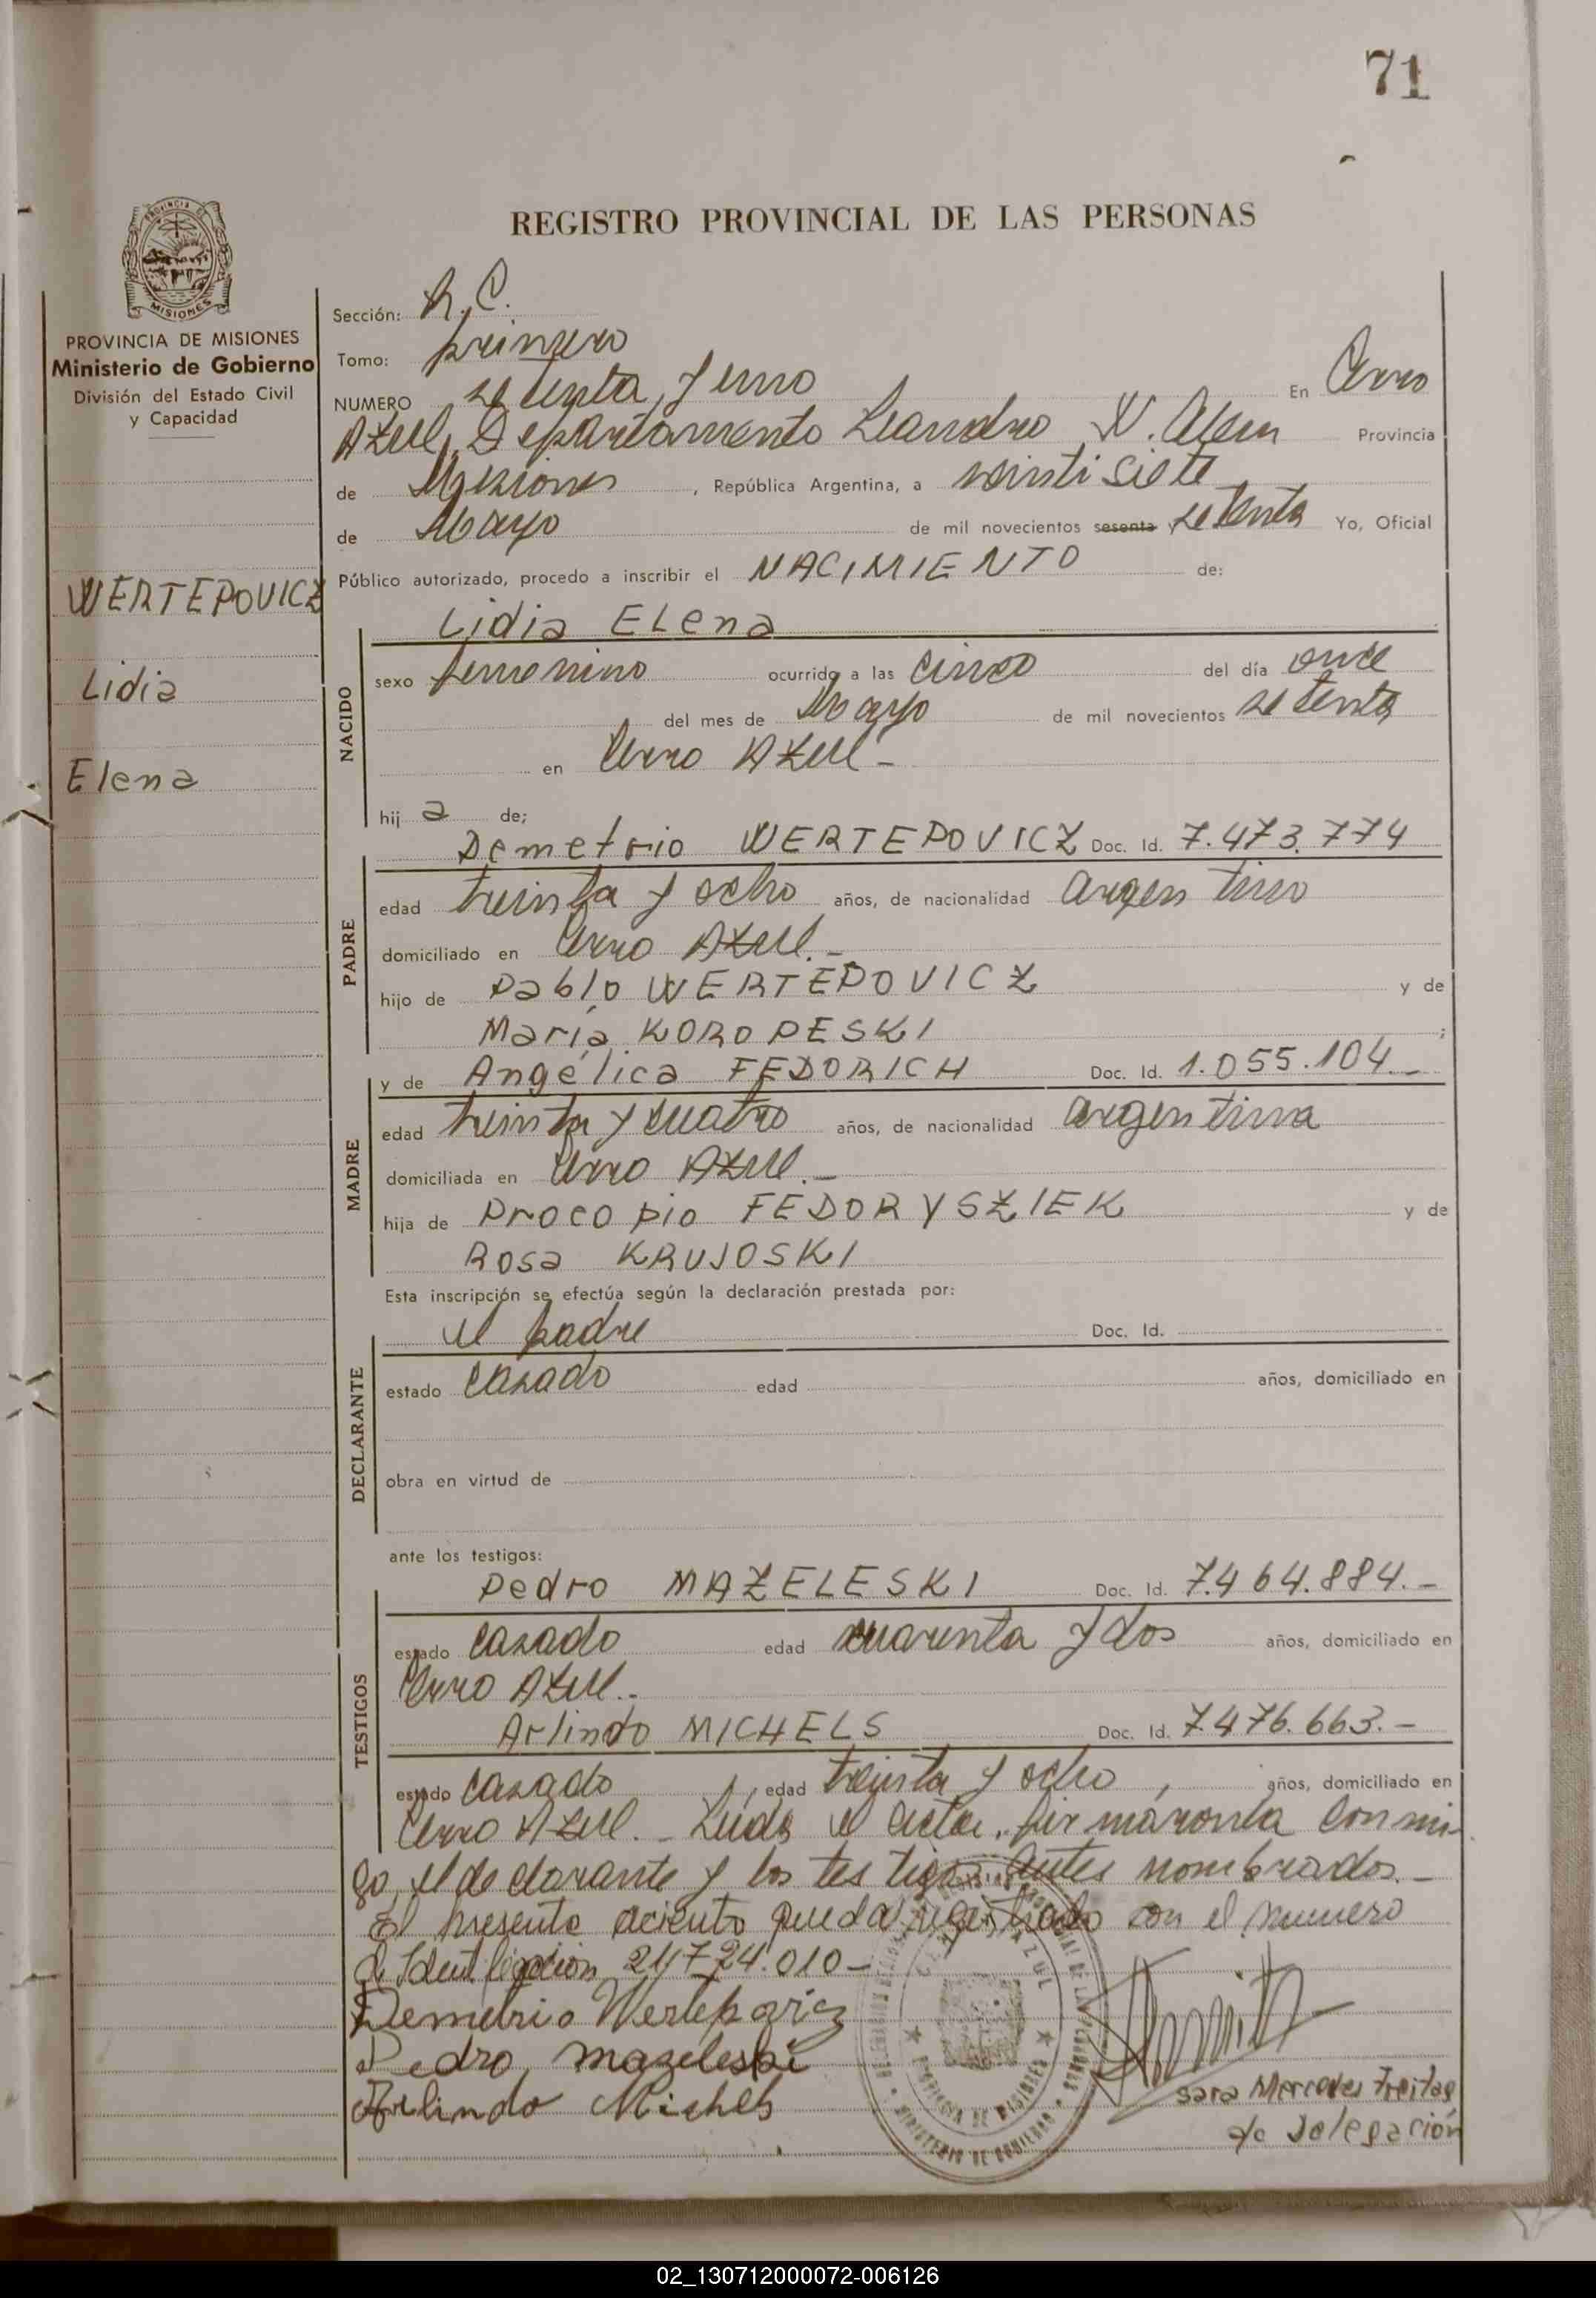 71
REGISTRO PROVINCIAL DE LAS PERSONAS
PROVINCIA DE MISIONES
Ministerio de Gobierno
División del Estado Civil
y Capacidad
WERTEPOVICZ
Lidia
Elena
Sección: R.C.
Tomo: primero
NUMERO setenta y uno En Cerro
Azul, Departamento Leandro N. Alem Provincia
de Misiones, República Argentina, a veinti siete
de Mayo de mil novecientos sesenta y setenta Yo, Oficial
Público autorizado, procedo a inscribir el NACIMIENTO de:
Lidia Elena
NACIDO
sexo femenino ocurrido a las cinco del día once
del mes de Mayo de mil novecientos setenta
en Cerro Azul -
hij a de;
Demetrio WERTEPOVICZ Doc. Id. 7.473.774
PADRE
edad treinta y ocho años, de nacionalidad argentino
domiciliado en Cerro Azul.-
hijo de Pablo WERTEPOVICZ y de
María KOROPESKI ;
y de Angélica FEDORICH Doc. Id. 1.055.104.-
MADRE
edad treinta y cuatro años, de nacionalidad argentina
domiciliada en Cerro Azul.-
hija de Procopio FEDORYSZIEK y de
Rosa KRUJOSKI
Esta inscripción se efectúa según la declaración prestada por:
el padre Doc. Id.
DECLARANTE
estado casado edad años, domiciliado en
obra en virtud de
ante los testigos:
Pedro MAZELESKI Doc. Id. 7.464.884.-
TESTIGOS
estado casado edad cuarenta y dos años, domiciliado en
Cerro Azul.-
Arlindo MICHELS Doc. Id. 7.476.663.-
estado casado, edad treinta y ocho, años, domiciliado en
Cerro Azul.- Leída el acta, firmáronla conmi-
go, el declarante y los testigos antes nombrados.-
El presente aciento queda registrado con el numero
de Identificacion 21.724.010-
Demetrio Wertepovicz
Pedro Mazeleski
Arlindo Michels
Sara Mercedes Freitag
a/c Delegación
02_130712000072-006126